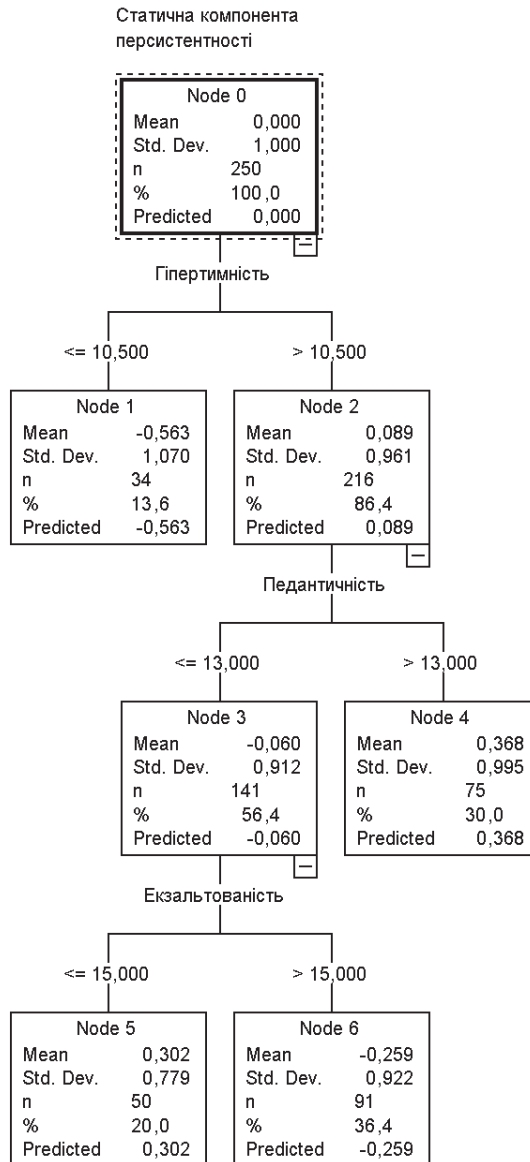 Статична компонента
персистентності
Node 0
Mean 0,000
Std. Dev. 1,000
n 250
% 100,0
Predicted 0,000
Гіпертимність
<= 10,500 > 10,500
Node 1
Mean -0,563
Std. Dev. 1,070
n 34
% 13,6
Predicted -0,563
Node 2
Mean 0,089
Std. Dev. 0,961
n 216
% 86,4
Predicted 0,089
Педантичність
<= 13,000 > 13,000
Node 3
Mean -0,060
Std. Dev. 0,912
n 141
% 56,4
Predicted -0,060
Node 4
Mean 0,368
Std. Dev. 0,995
n 75
% 30,0
Predicted 0,368
Екзальтованість
<= 15,000 > 15,000
Node 5
Mean 0,302
Std. Dev. 0,779
n 50
% 20,0
Predicted 0,302
Node 6
Mean -0,259
Std. Dev. 0,922
n 91
% 36,4
Predicted -0,259